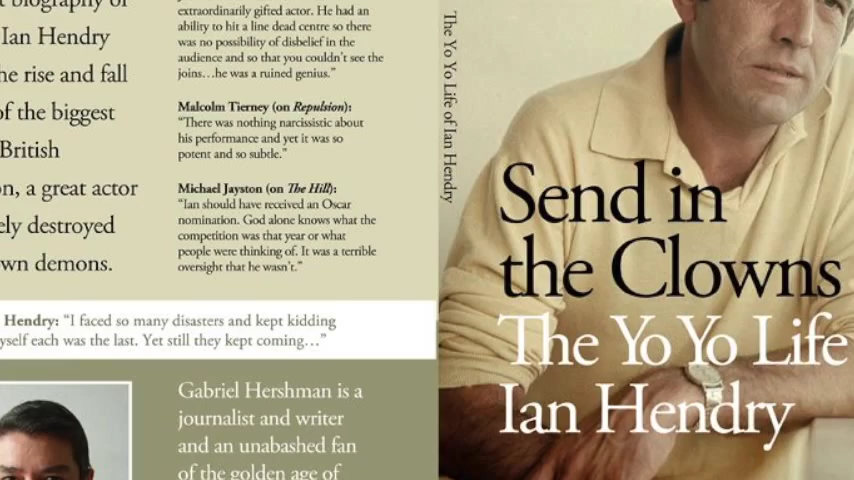 biography of
Ian Hendry
he rise and fall
of the biggest
British
on, a great actor
ely destroyed
wn demons.
extraordinarily gifted actor. He had an
ability to hit a line dead centre so there
was no possibility of disbelief in the
audience and so that you couldn't see the
joins…he was a ruined genius."
Malcolm Tierney (on Repulsion):
"There was nothing narcissistic about
his performance and yet it was so
potent and so subtle."
Michael Jayston (on The Hill):
"Ian should have received an Oscar
nomination. God alone knows what the
competition was that year or what
people were thinking of. It was a terrible
oversight that he wasn't."
Hendry: "I faced so many disasters and kept kidding
yself each was the last. Yet still they kept coming…"
Gabriel Hershman is a
journalist and writer
and an unabashed fan
of the golden age of
The Yo Yo Life of Ian Hendry
Send in
the Clowns
The Yo Yo Life
Ian Hendry